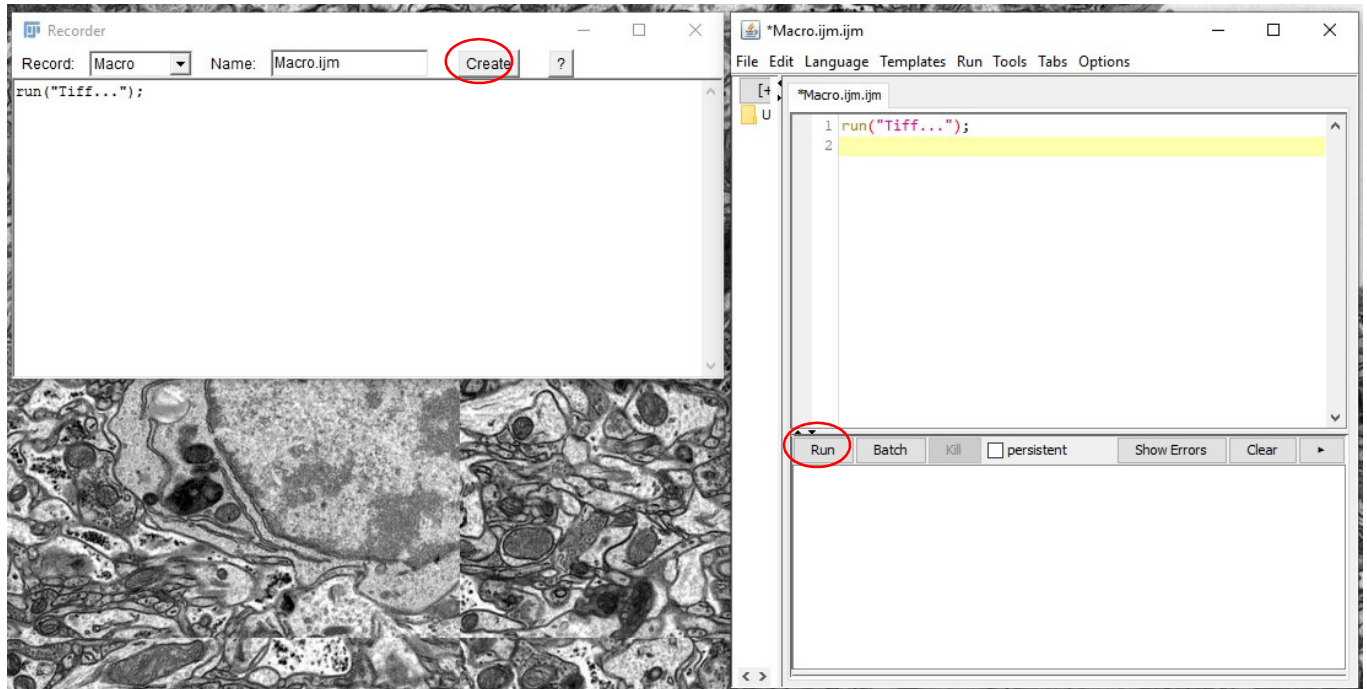 Recorder
Record: Macro Name: Macro.ijm Create ?
run("Tiff...");
*Macro.ijm.ijm
File Edit Language Templates Run Tools Tabs Options
[+
U
*Macro.ijm.ijm
1 run("Tiff...");
2
Run Batch Kill persistent Show Errors Clear